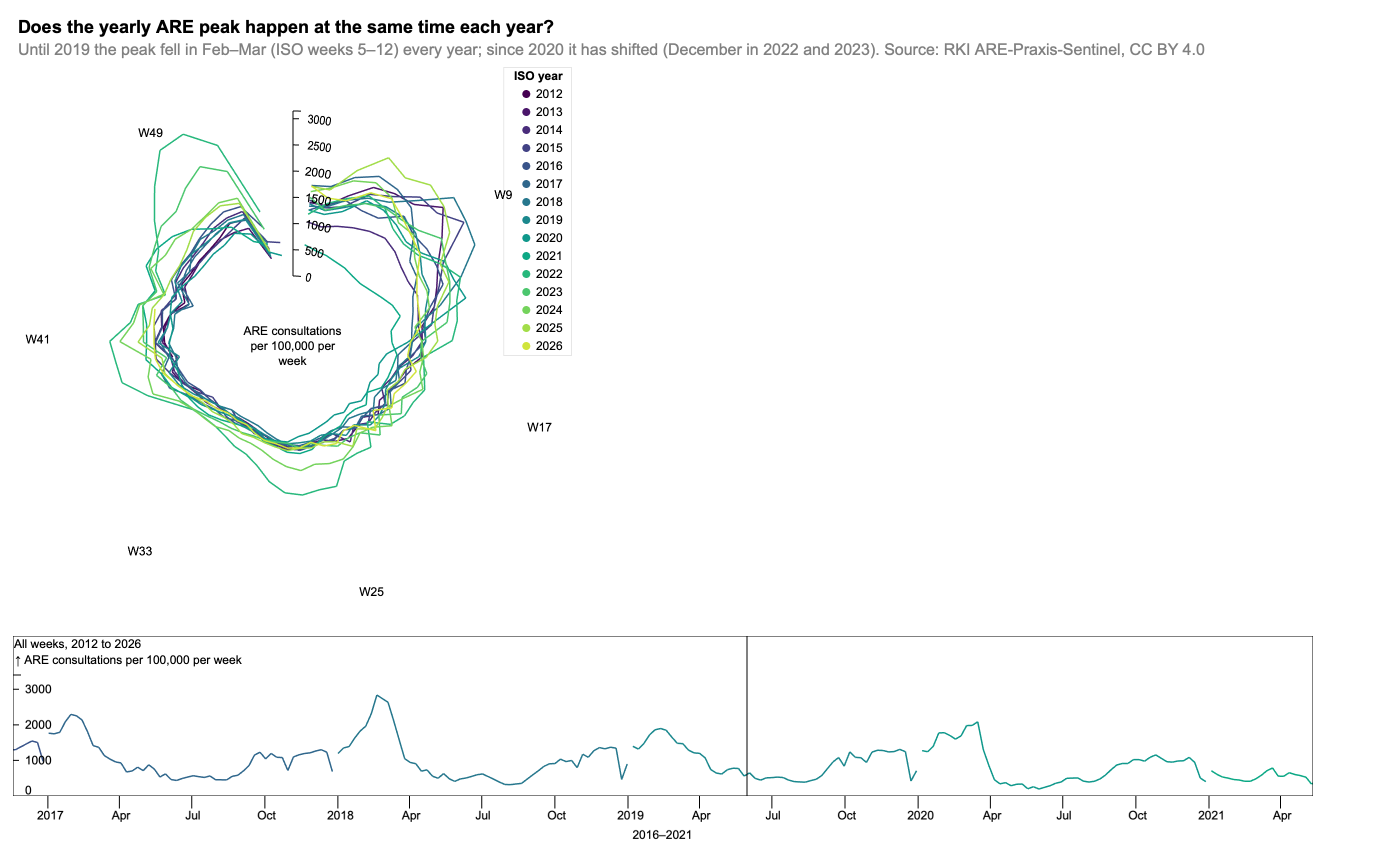 Does the yearly ARE peak happen at the same time each year?
Until 2019 the peak fell in Feb–Mar (ISO weeks 5–12) every year; since 2020 it has shifted (December in 2022 and 2023). Source: RKI ARE-Praxis-Sentinel, CC BY 4.0
ISO year
2012
2013
2014
2015
2016
2017
2018
2019
2020
2021
2022
2023
2024
2025
2026
3000
2500
2000
1500
1000
500
0
W49
W9
W41
W17
W33
W25
ARE consultations
per 100,000 per
week
All weeks, 2012 to 2026
↑ ARE consultations per 100,000 per week
3000
2000
1000
0
2017 Apr Jul Oct 2018 Apr Jul Oct 2019 Apr Jul Oct 2020 Apr Jul Oct 2021 Apr
2016–2021